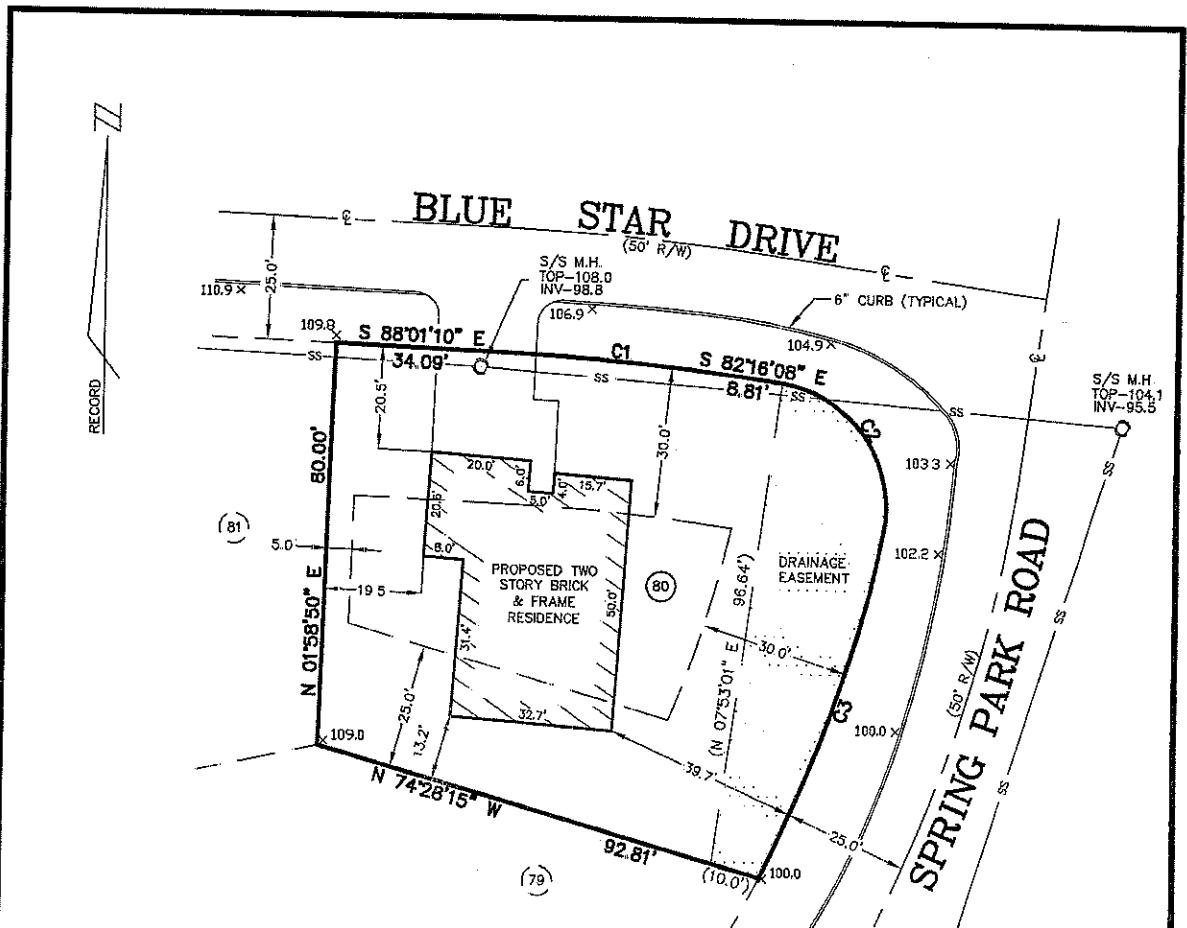 RECORD
BLUE STAR DRIVE
(50' R/W)
25.0'
110.9
S/S M.H.
TOP-108.0
INV-98.8
106.9
6" CURB (TYPICAL)
104.9
109.8
S 88°01'10" E
34.09'
SS
C1
SS
S 82°16'08" E
8.81'
SS
SS
S/S M.H.
TOP-104.1
INV-95.5
C2
103.3
SS
20.5'
30.0'
80.00'
20.0'
6.0'
5.0'
4.0'
15.7'
81
5.0'
8.0'
19.5
PROPOSED TWO
STORY BRICK
& FRAME
RESIDENCE
50.0'
80
96.64')
DRAINAGE
EASEMENT
102.2
N 01°58'50" E
31.4'
30.0'
(N 07°53'01" E
C3
SS
SPRING PARK ROAD
(50' R/W)
100.0
SS
32.7'
25.0'
13.2'
109.0
39.7'
N 74°28'15" W
92.81'
25.0'
(10.0')
100.0
79